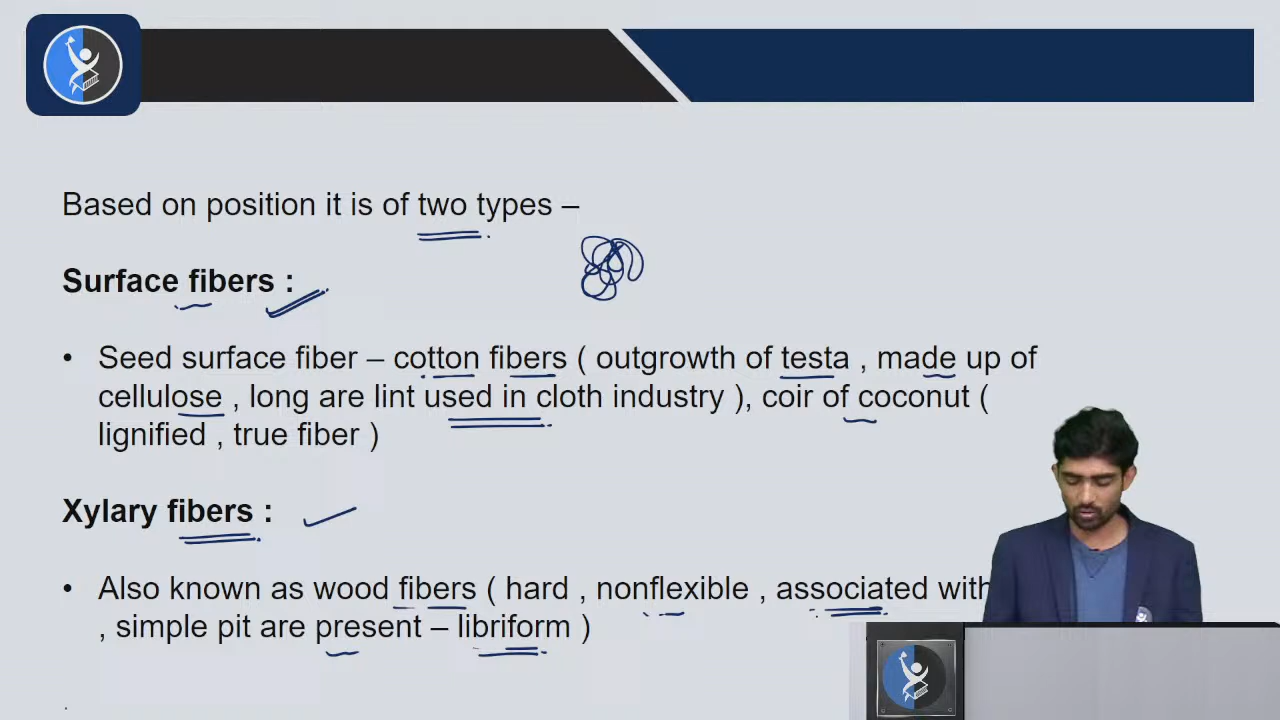 Based on position it is of two types –
Surface fibers :
• Seed surface fiber – cotton fibers ( outgrowth of testa , made up of
cellulose , long are lint used in cloth industry ), coir of coconut (
lignified , true fiber )
Xylary fibers :
• Also known as wood fibers ( hard , nonflexible , associated with
, simple pit are present – libriform )
.